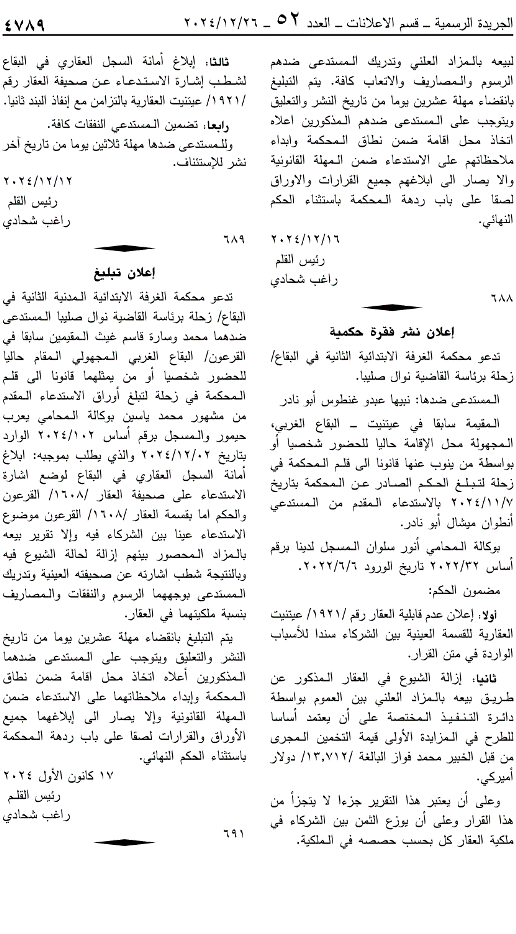 الجريدة الرسمية ــ قسم الاعلانات ــ العدد ٥٢ ــ ٢٠٢٤/١٢/٢٦
٤٧٨٩
لبيعه بالمزاد العلني وتدريك المستدعى ضدهم
الرسوم والمصاريف والاتعاب كافة. يتم التبليغ
بانقضاء مهلة عشرين يوما من تاريخ النشر والتعليق
ويتوجب على المستدعى ضدهم المذكورين اعلاه
اتخاذ محل اقامة ضمن نطاق المحكمة وابداء
ملاحظاتهم على الاستدعاء ضمن المهلة القانونية
والا يصار الى ابلاغهم جميع القرارات والاوراق
لصقا على باب ردهة المحكمة باستثناء الحكم
النهائي.
٢٠٢٤/١٢/١٦
رئيس القلم
راغب شحادي
٦٨٨
إعلان نشر فقرة حكمية
تدعو محكمة الغرفة الابتدائية الثانية في البقاع/
زحلة برئاسة القاضية نوال صليبا.
المستدعى ضدها: نبيها عبدو غنطوس أبو نادر
المقيمة سابقا في عيتنيت ــ البقاع الغربي،
المجهولة محل الإقامة حاليا للحضور شخصيا أو
بواسطة من ينوب عنها قانونا الى قلم المحكمة في
زحلة لتبلغ الحكم الصادر عن المحكمة بتاريخ
٢٠٢٤/١١/٧ بالاستدعاء المقدم من المستدعي
أنطوان ميشال أبو نادر.
بوكالة المحامي أنور سلوان المسجل لدينا برقم
أساس ٢٠٢٢/٣٢ تاريخ الورود ٢٠٢٢/٦/٦.
مضمون الحكم:
اولا: إعلان عدم قابلية العقار رقم /١٩٢١/ عيتنيت
العقارية للقسمة العينية بين الشركاء سندا للأسباب
الواردة في متن القرار.
ثانيا: إزالة الشيوع في العقار المذكور عن
طريق بيعه بالمزاد العلني بين العموم بواسطة
دائرة التنفيذ المختصة على أن يعتمد أساسا
للطرح في المزايدة الأولى قيمة التخمين المجرى
من قبل الخبير محمد فواز البالغة /١٣,٧١٢/ دولار
أميركي.
وعلى أن يعتبر هذا التقرير جزءا لا يتجزأ من
هذا القرار وعلى أن يوزع الثمن بين الشركاء في
ملكية العقار كل بحسب حصصه في الملكية.
ثالثا: إبلاغ أمانة السجل العقاري في البقاع
لشطب إشارة الاستدعاء عن صحيفة العقار رقم
/١٩٢١/ عيتنيت العقارية بالتزامن مع إنفاذ البند ثانيا.
رابعا: تضمين المستدعي النفقات كافة.
وللمستدعى ضدها مهلة ثلاثين يوما من تاريخ آخر
نشر للإستئناف.
٢٠٢٤/١٢/١٢
رئيس القلم
راغب شحادي
٦٨٩
إعلان تبليغ
تدعو محكمة الغرفة الابتدائية المدنية الثانية في
البقاع/ زحلة برئاسة القاضية نوال صليبا المستدعى
ضدهما محمد وسارة قاسم غيث المقيمين سابقا في
القرعون/ البقاع الغربي المجهولي المقام حاليا
للحضور شخصيا أو من يمثلهما قانونا الى قلم
المحكمة في زحلة لتبلغ أوراق الاستدعاء المقدم
من مشهور محمد ياسين بوكالة المحامي يعرب
حيمور والمسجل برقم أساس ٢٠٢٤/١٠٢ الوارد
بتاريخ ٢٠٢٤/١٢/٠٢ والذي يطلب بموجبه: ابلاغ
أمانة السجل العقاري في البقاع لوضع اشارة
الاستدعاء على صحيفة العقار /١٦٠٨/ القرعون
والحكم اما بقسمة العقار /١٦٠٨/ القرعون موضوع
الاستدعاء عينا بين الشركاء فيه وإلا تقرير بيعه
بالمزاد المحصور بينهم إزالة لحالة الشيوع فيه
وبالنتيجة شطب اشارته عن صحيفته العينية وتدريك
المستدعى بوجههما الرسوم والنفقات والمصاريف
بنسبة ملكيتهما في العقار.
يتم التبليغ بانقضاء مهلة عشرين يوما من تاريخ
النشر والتعليق ويتوجب على المستدعى ضدهما
المذكورين أعلاه اتخاذ محل اقامة ضمن نطاق
المحكمة وإبداء ملاحظاتهما على الاستدعاء ضمن
المهلة القانونية وإلا يصار الى إبلاغهما جميع
الأوراق والقرارات لصقا على باب ردهة المحكمة
باستثناء الحكم النهائي.
١٧ كانون الأول ٢٠٢٤
رئيس القلم
راغب شحادي
٦٩١